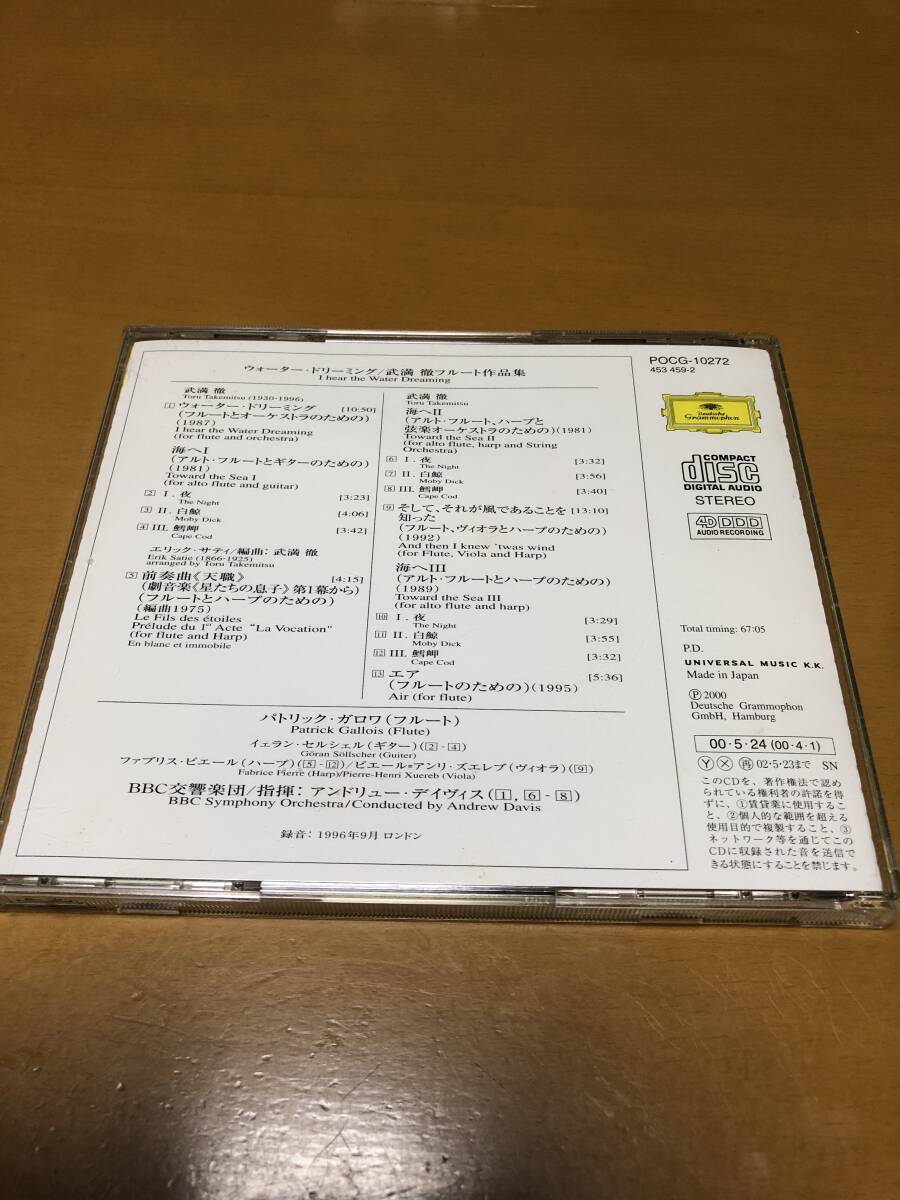 ウォーター・ドリーミング/武満 徹フルート作品集
I hear the Water Dreaming
武満 徹
Toru Takemitsu (1930-1996)
1 ウォーター・ドリーミング [10:50]
(フルートとオーケストラのための)
(1987)
I hear the Water Dreaming
(for flute and orchestra)
海へI
(アルト・フルートとギターのための)
(1981)
Toward the Sea I
(for alto flute and guitar)
2 I. 夜 [3:23]
The Night
3 II. 白鯨 [4:06]
Moby Dick
4 III. 鱈岬 [3:42]
Cape Cod
エリック・サティ/編曲: 武満 徹
Erik Satie (1866-1925)
arranged by Toru Takemitsu
5 前奏曲《天職》 [4:15]
(劇音楽《星たちの息子》第1幕から)
(フルートとハープのための)
(編曲1975)
Le Fils des étoiles
Prélude du 1er Acte "La Vocation"
(for flute and Harp)
En blanc et immobile
武満 徹
Toru Takemitsu
海へII
(アルト・フルート、ハープと
弦楽オーケストラのための)(1981)
Toward the Sea II
(for alto flute, harp and String
Orchestra)
6 I. 夜 [3:32]
The Night
7 II. 白鯨 [3:56]
Moby Dick
8 III. 鱈岬 [3:40]
Cape Cod
9 そして、それが風であることを [13:10]
知った
(フルート、ヴィオラとハープのための)
(1992)
And then I knew 'twas wind
(for Flute, Viola and Harp)
海へIII
(アルト・フルートとハープのための)
(1989)
Toward the Sea III
(for alto flute and harp)
10 I. 夜 [3:29]
The Night
11 II. 白鯨 [3:55]
Moby Dick
12 III. 鱈岬 [3:32]
Cape Cod
13 エア [5:36]
(フルートのための)(1995)
Air (for flute)
パトリック・ガロワ(フルート)
Patrick Gallois (Flute)
イェラン・セルシェル(ギター)(2-4)
Göran Söllscher (Guiter)
ファブリス・ピエール(ハープ)(5-12)/ピエール=アンリ・ズエレブ(ヴィオラ)(9)
Fabrice Pierre (Harp)/Pierre-Henri Xuereb (Viola)
BBC交響楽団/指揮: アンドリュー・デイヴィス(1, 6-8)
BBC Symphony Orchestra/Conducted by Andrew Davis
録音: 1996年9月 ロンドン
POCG-10272
453 459-2
Deutsche
Grammophon
COMPACT
disc
DIGITAL AUDIO
STEREO
4D DDD
AUDIO RECORDING
Total timing: 67:05
P.D.
UNIVERSAL MUSIC K.K.
Made in Japan
Ⓟ2000
Deutsche Grammophon
GmbH, Hamburg
00・5・24 (00・4・1)
Ⓨ Ⓧ 再 02・5・23まで SN
このCDを、著作権法で認め
られている権利者の許諾を得
ずに、①賃貸業に使用するこ
と、②個人的な範囲を超える
使用目的で複製すること、③
ネットワーク等を通じてこの
CDに収録された音を送信で
きる状態にすることを禁じます。